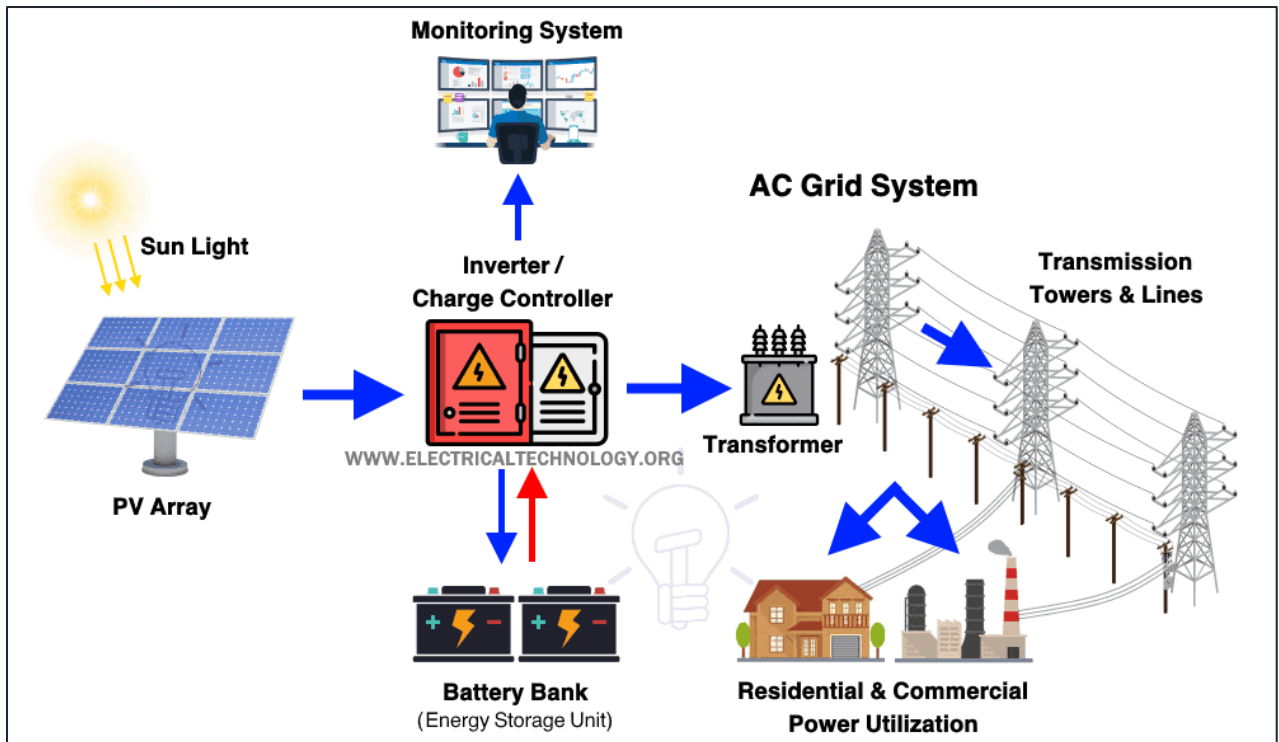 Monitoring System
AC Grid System
Sun Light
Inverter /
Charge Controller
Transmission
Towers & Lines
Transformer
WWW.ELECTRICALTECHNOLOGY.ORG
PV Array
+ - + -
Battery Bank
(Energy Storage Unit)
Residential & Commercial
Power Utilization